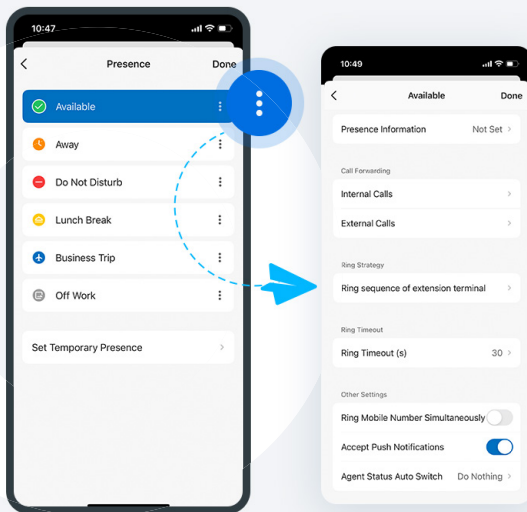 10:47
Presence
Done
Available
Away
Do Not Disturb
Lunch Break
Business Trip
Off Work
Set Temporary Presence
10:49
Available
Done
Presence Information
Not Set
Call Forwarding
Internal Calls
External Calls
Ring Strategy
Ring sequence of extension terminal
Ring Timeout
Ring Timeout (s)
30
Other Settings
Ring Mobile Number Simultaneously
Accept Push Notifications
Agent Status Auto Switch
Do Nothing